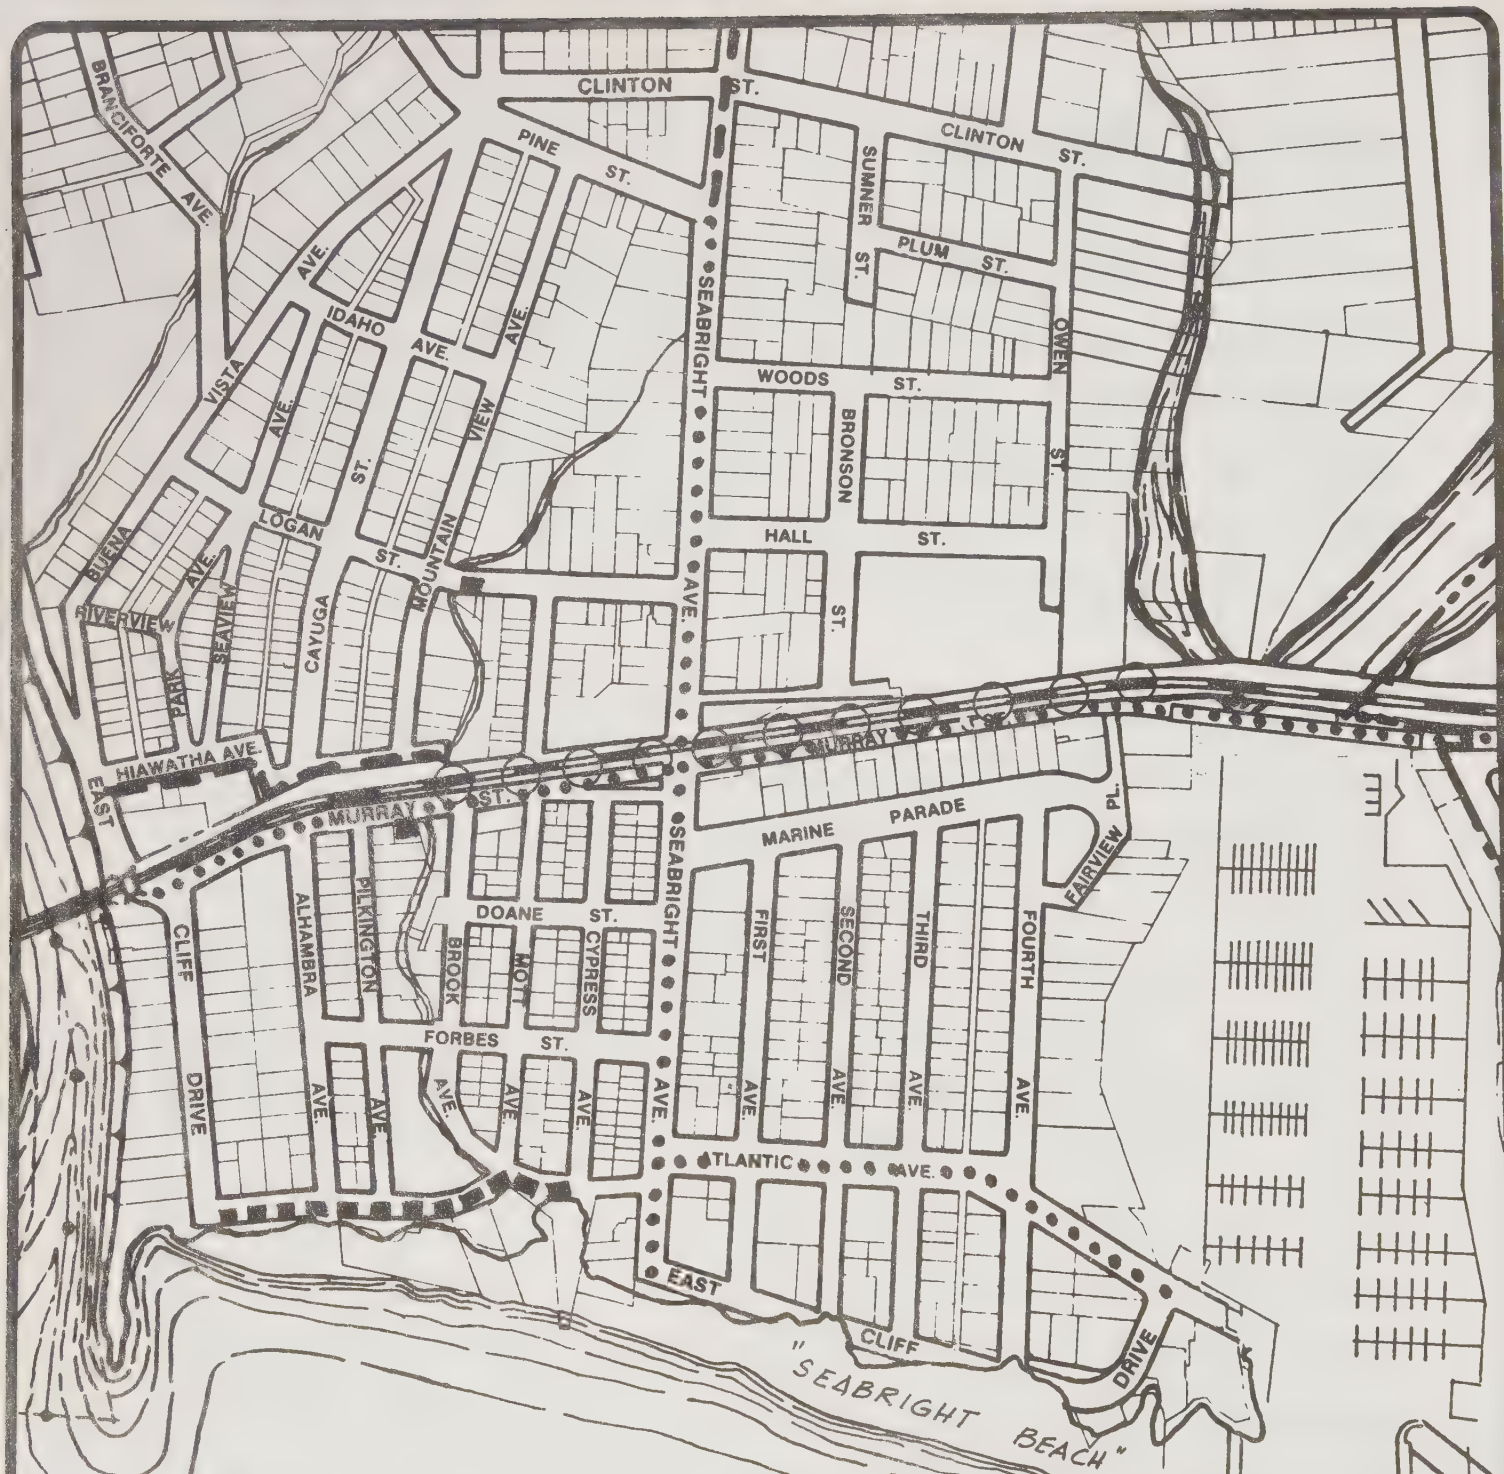 CLINTON ST.
BRANCIFORTE AVE.
PINE ST.
CLINTON ST.
SUMNER ST.
PLUM ST.
AVE.
IDAHO AVE.
AVE.
SEABRIGHT
OWEN ST.
VISTA
AVE.
WOODS ST.
VIEW
BRONSON ST.
ST.
BUENA
LOGAN ST.
MOUNTAIN
HALL ST.
AVE.
AVE.
RIVERVIEW
SEAVIEW
CAYUGA
PARK
HIAWATHA AVE.
MURRAY ST.
EAST
MURRAY ST.
MARINE PARADE
PL.
FAIRVIEW
SEABRIGHT
CLIFF
ALHAMBRA
PILKINGTON
DOANE ST.
BROOK
MOTT
CYPRESS
FIRST
SECOND
THIRD
FOURTH
FORBES ST.
DRIVE
AVE.
AVE.
AVE.
AVE.
AVE.
AVE.
AVE.
AVE.
AVE.
AVE.
ATLANTIC AVE.
EAST
CLIFF
DRIVE
"SEABRIGHT
BEACH"